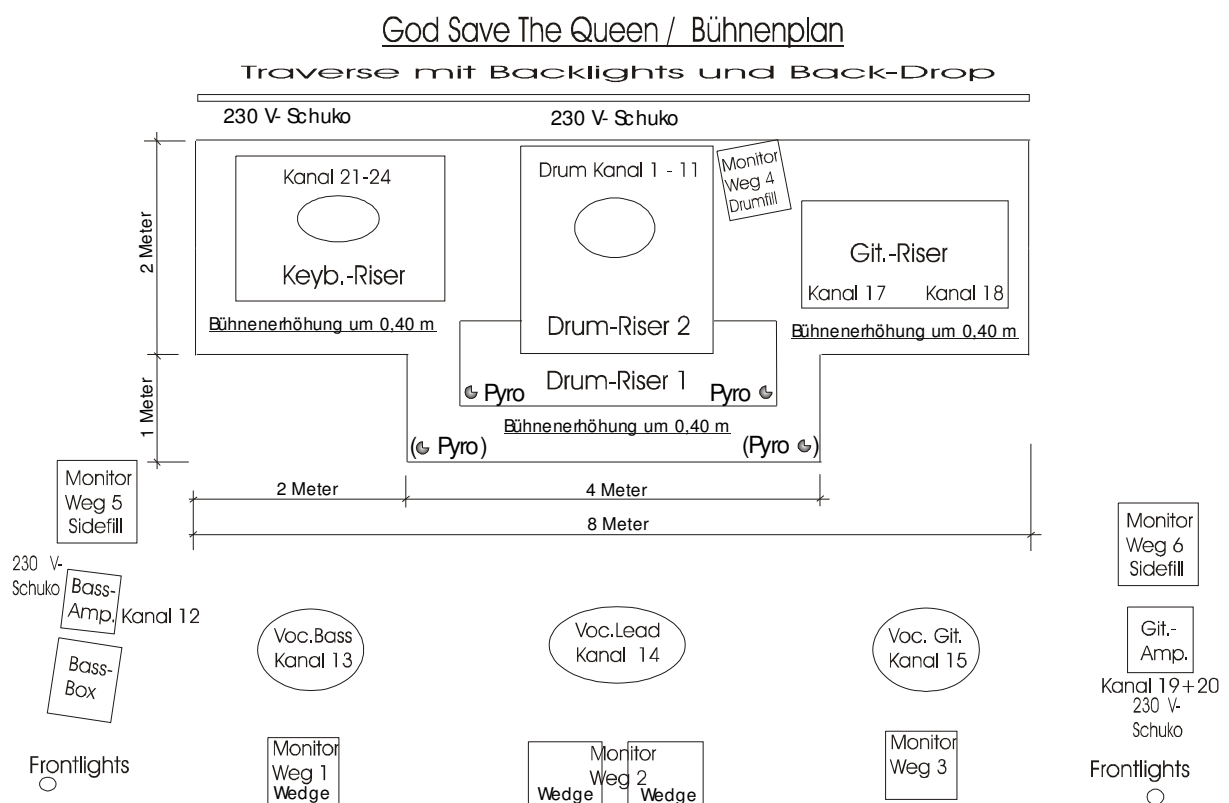 God Save The Queen / Bühnenplan
Traverse mit Backlights und Back-Drop
230 V- Schuko
230 V- Schuko
Kanal 21-24
Keyb.-Riser
Bühnenerhöhung um 0,40 m
Drum Kanal 1 - 11
Drum-Riser 2
Monitor
Weg 4
Drumfill
Git.-Riser
Kanal 17
Kanal 18
Bühnenerhöhung um 0,40 m
2 Meter
Drum-Riser 1
Pyro
Pyro
Bühnenerhöhung um 0,40 m
(Pyro)
(Pyro)
1 Meter
2 Meter
4 Meter
8 Meter
Monitor
Weg 5
Sidefill
Monitor
Weg 6
Sidefill
230 V-
Schuko
Bass-
Amp.
Kanal 12
Bass-
Box
Voc.Bass
Kanal 13
Voc.Lead
Kanal 14
Voc. Git.
Kanal 15
Git.-
Amp.
Kanal 19+20
230 V-
Schuko
Frontlights
Monitor
Weg 1
Wedge
Monitor
Weg 2
Wedge
Wedge
Monitor
Weg 3
Frontlights